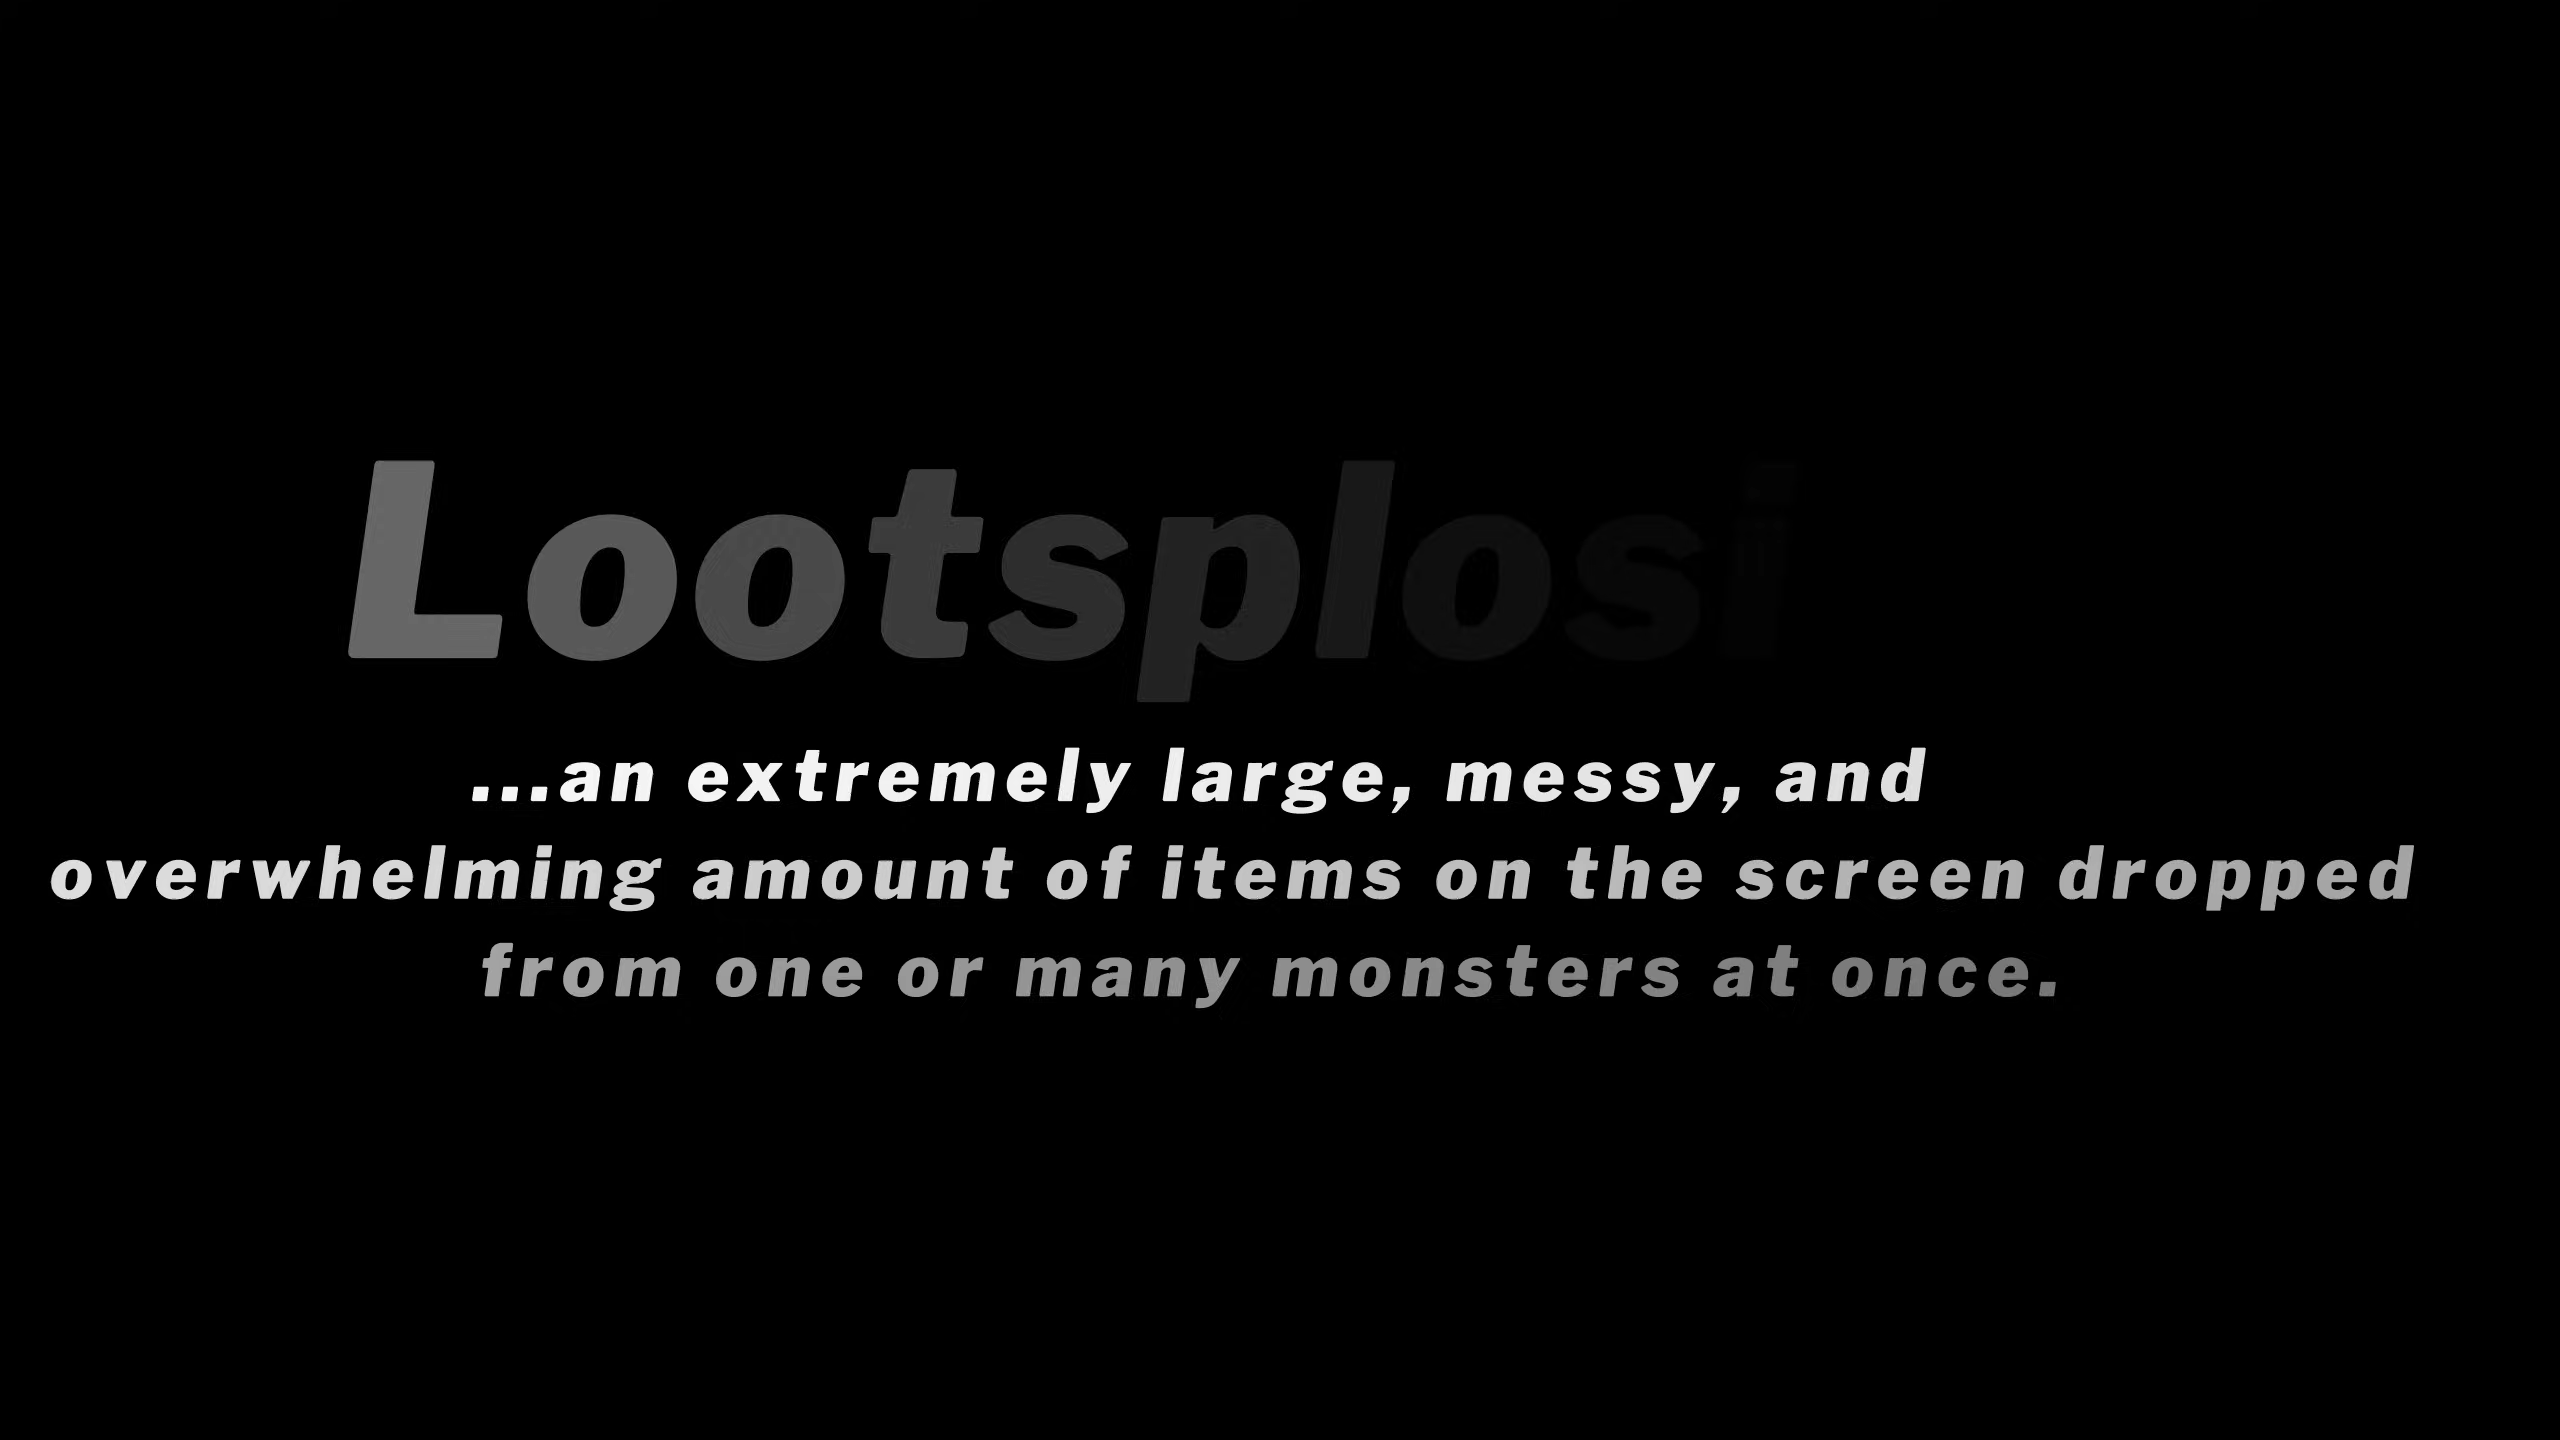 Lootsplosi
...an extremely large, messy, and
overwhelming amount of items on the screen dropped
from one or many monsters at once.